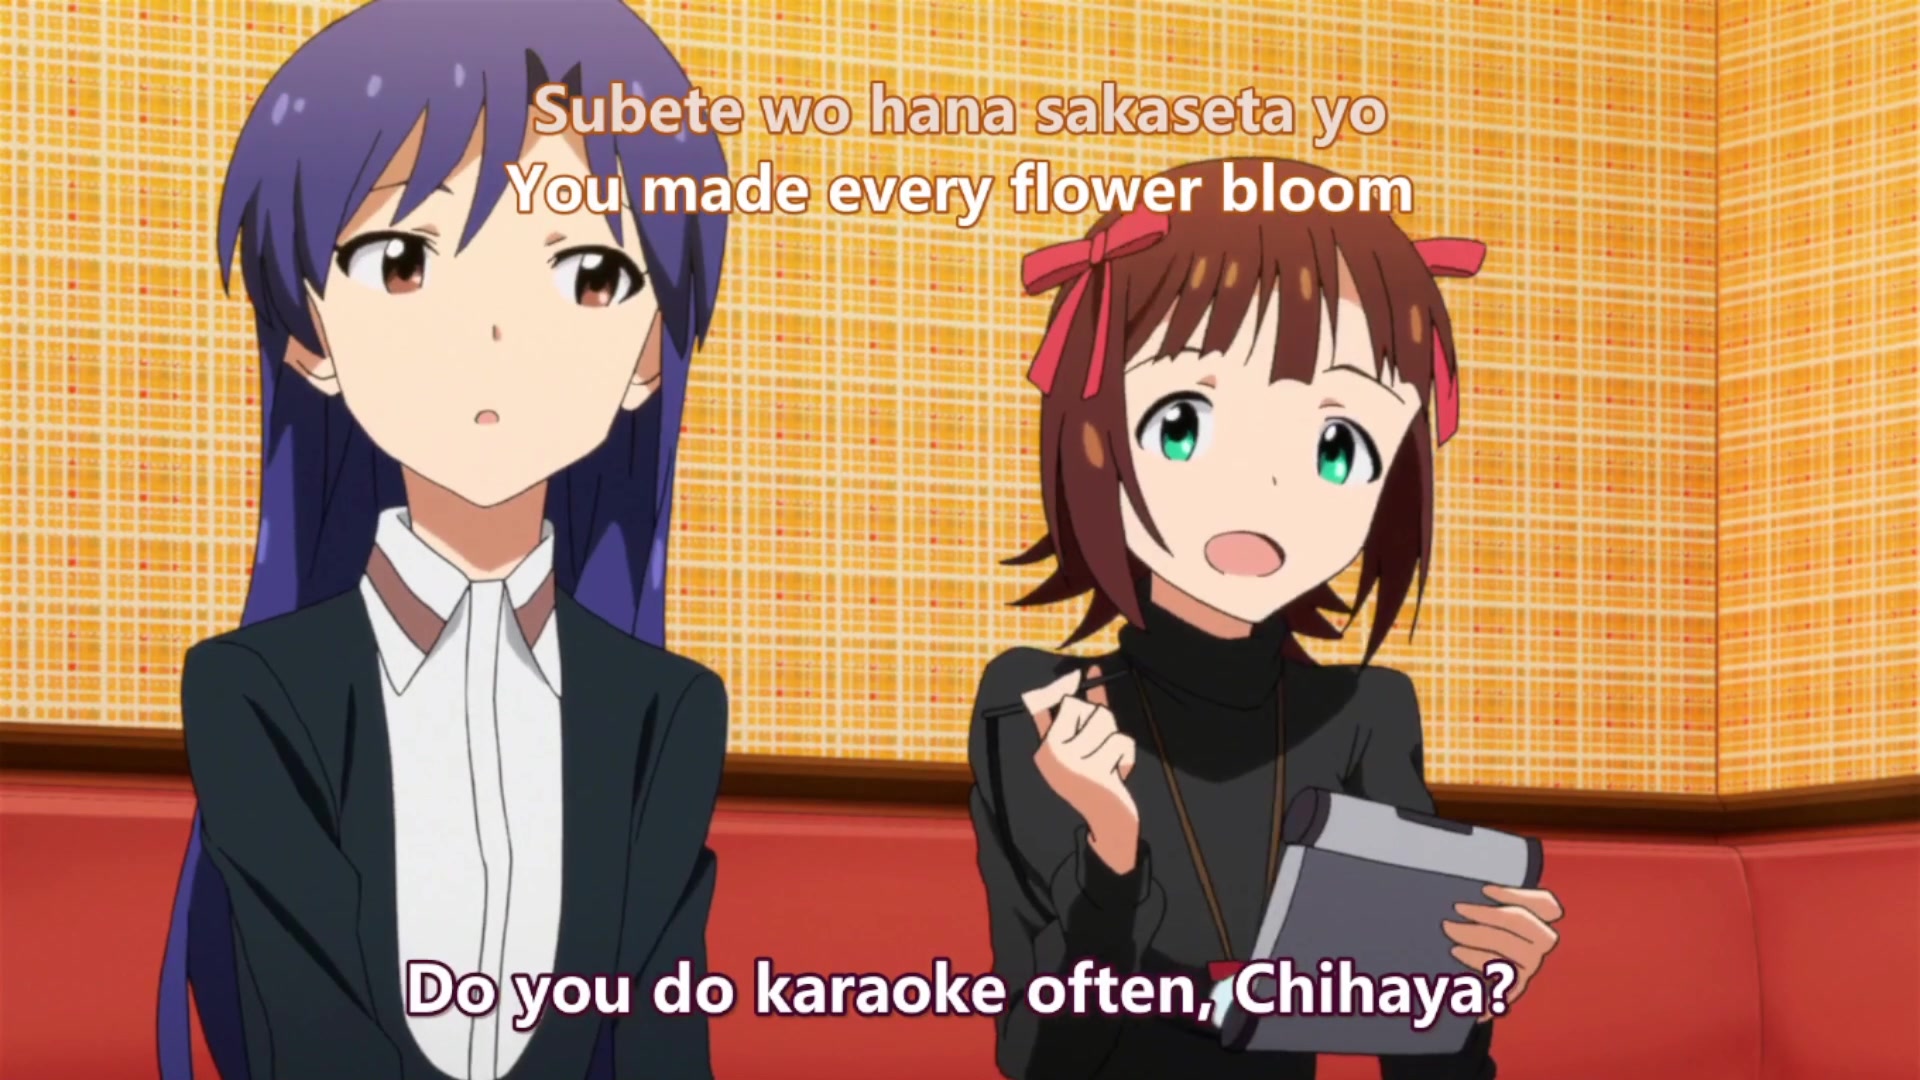 Subete wo hana sakaseta yo
You made every flower bloom
Do you do karaoke often, Chihaya?